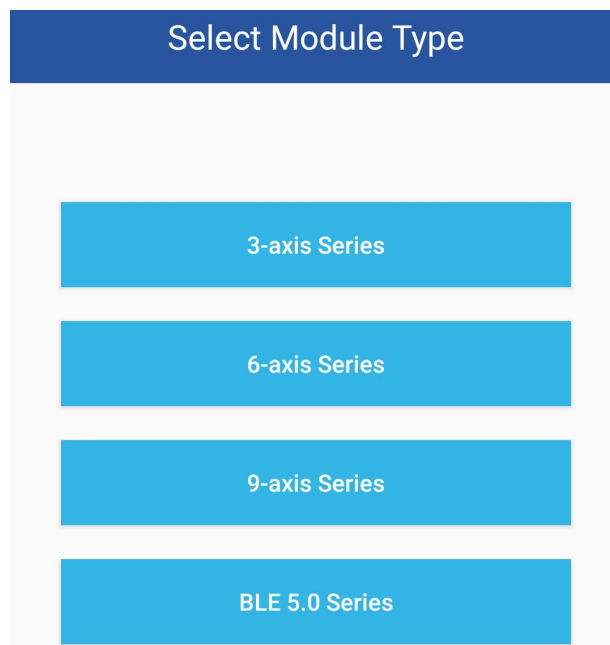 Select Module Type
3-axis Series
6-axis Series
9-axis Series
BLE 5.0 Series